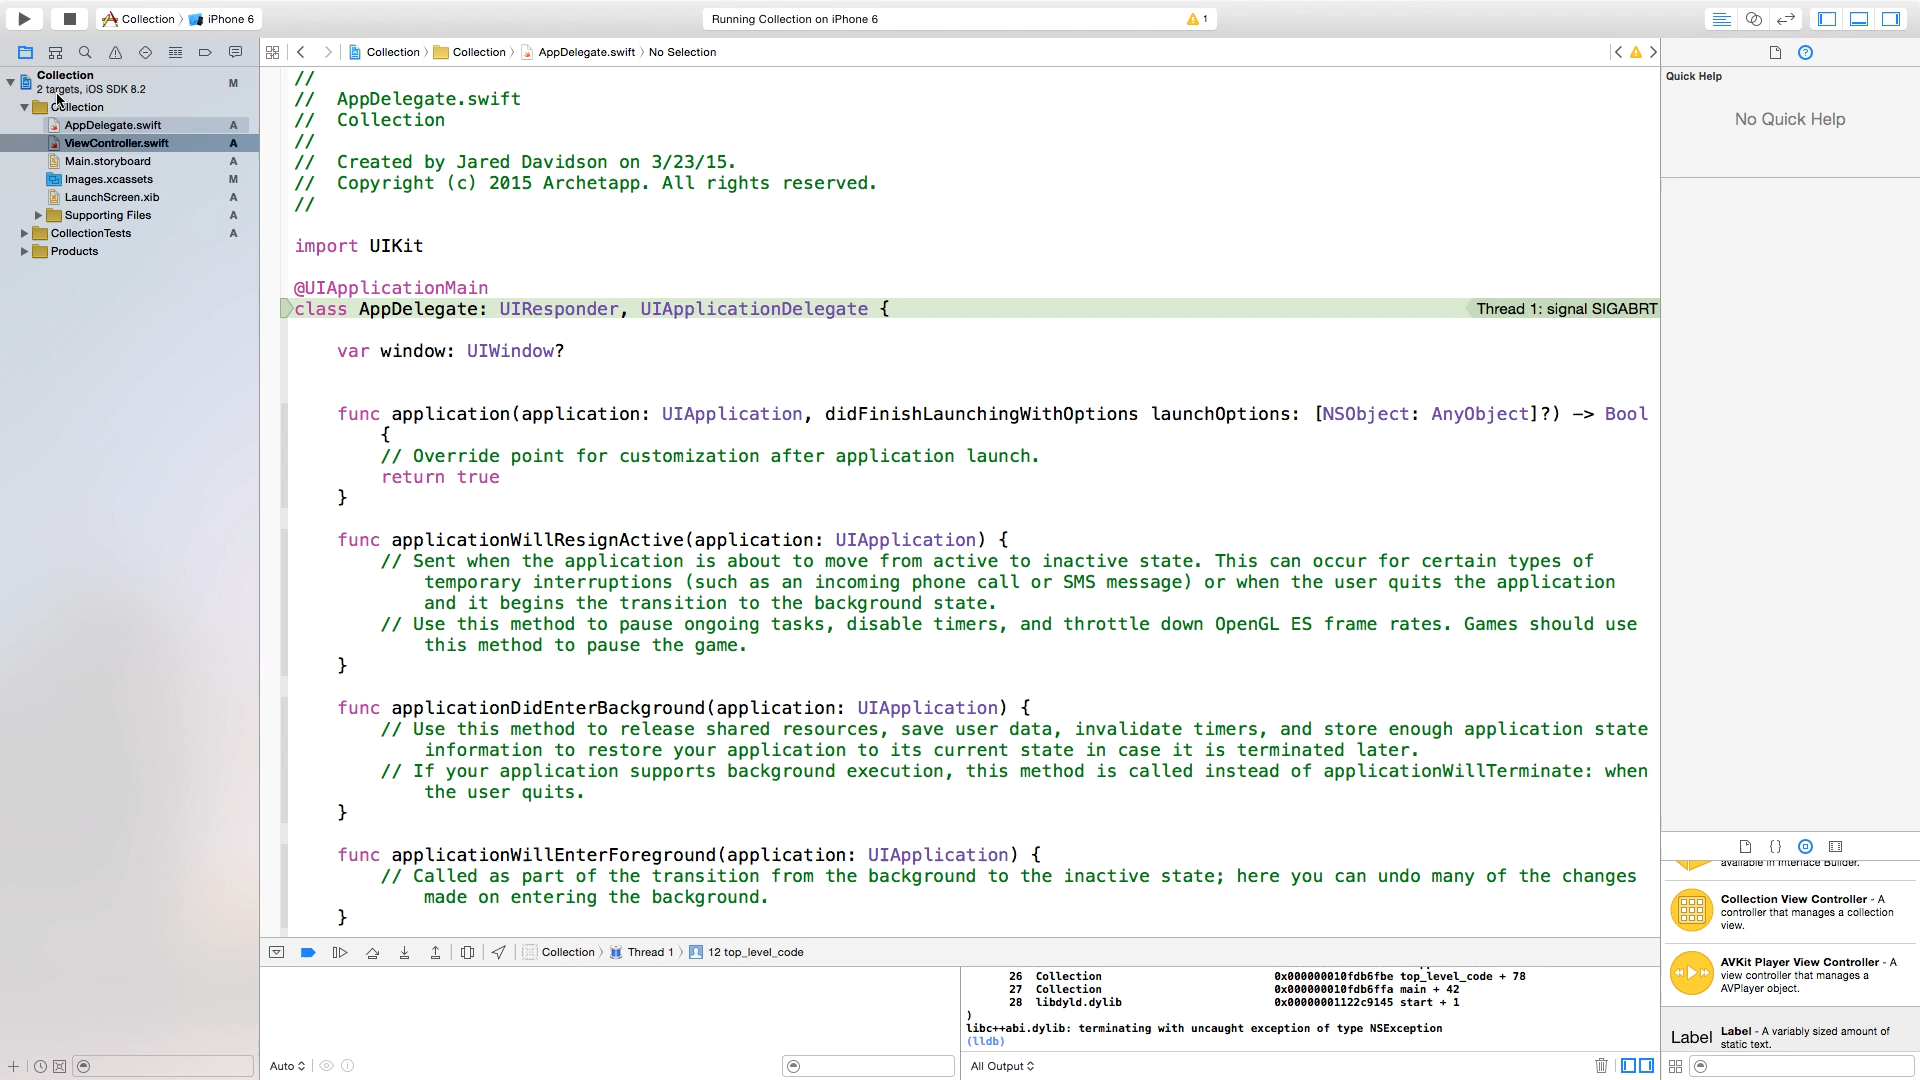 Collection
iPhone 6
Running Collection on iPhone 6
1
Collection
Collection
AppDelegate.swift
No Selection
Quick Help
No Quick Help
Collection
M
2 targets, iOS SDK 8.2
Collection
AppDelegate.swift
A
ViewController.swift
A
Main.storyboard
A
Images.xcassets
M
LaunchScreen.xib
A
Supporting Files
A
CollectionTests
A
Products
//
// AppDelegate.swift
// Collection
//
// Created by Jared Davidson on 3/23/15.
// Copyright (c) 2015 Archetapp. All rights reserved.
//
import UIKit
@UIApplicationMain
class AppDelegate: UIResponder, UIApplicationDelegate {
Thread 1: signal SIGABRT
var window: UIWindow?
func application(application: UIApplication, didFinishLaunchingWithOptions launchOptions: [NSObject: AnyObject]?) -> Bool
{
// Override point for customization after application launch.
return true
}
func applicationWillResignActive(application: UIApplication) {
// Sent when the application is about to move from active to inactive state. This can occur for certain types of
temporary interruptions (such as an incoming phone call or SMS message) or when the user quits the application
and it begins the transition to the background state.
// Use this method to pause ongoing tasks, disable timers, and throttle down OpenGL ES frame rates. Games should use
this method to pause the game.
}
func applicationDidEnterBackground(application: UIApplication) {
// Use this method to release shared resources, save user data, invalidate timers, and store enough application state
information to restore your application to its current state in case it is terminated later.
// If your application supports background execution, this method is called instead of applicationWillTerminate: when
the user quits.
}
func applicationWillEnterForeground(application: UIApplication) {
// Called as part of the transition from the background to the inactive state; here you can undo many of the changes
made on entering the background.
}
Collection
Thread 1
12 top_level_code
26 Collection 0x000000010fdb6fbe top_level_code + 78
27 Collection 0x000000010fdb6ffa main + 42
28 libdyld.dylib 0x00000001122c9145 start + 1
)
libc++abi.dylib: terminating with uncaught exception of type NSException
(lldb)
Auto
All Output
available in Interface Builder.
Collection View Controller - A
controller that manages a collection
view.
AVKit Player View Controller - A
view controller that manages a
AVPlayer object.
Label
Label - A variably sized amount of
static text.